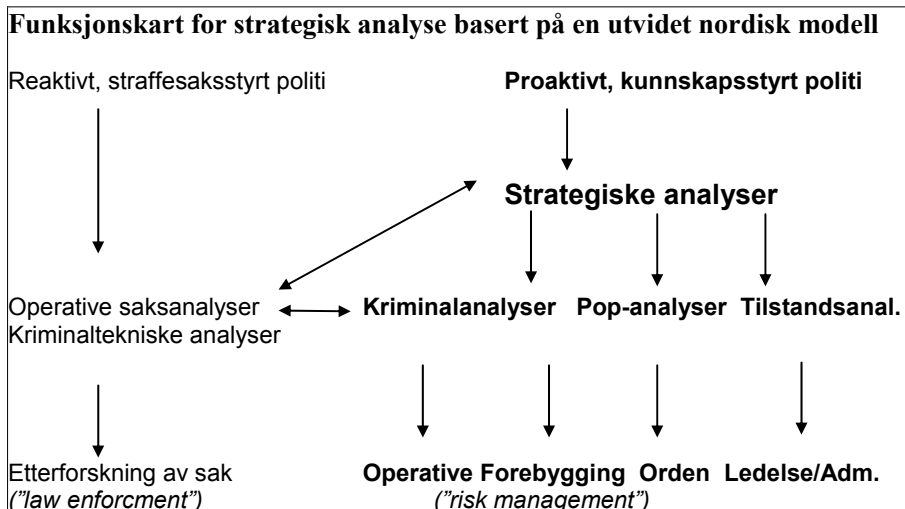 Funksjonskart for strategisk analyse basert på en utvidet nordisk modell
Reaktivt, straffesaksstyrt politi Proaktivt, kunnskapsstyrt politi
Strategiske analyser
Operative saksanalyser Kriminalanalyser Pop-analyser Tilstandsanal.
Kriminaltekniske analyser
Etterforskning av sak Operative Forebygging Orden Ledelse/Adm.
("law enforcment") ("risk management")